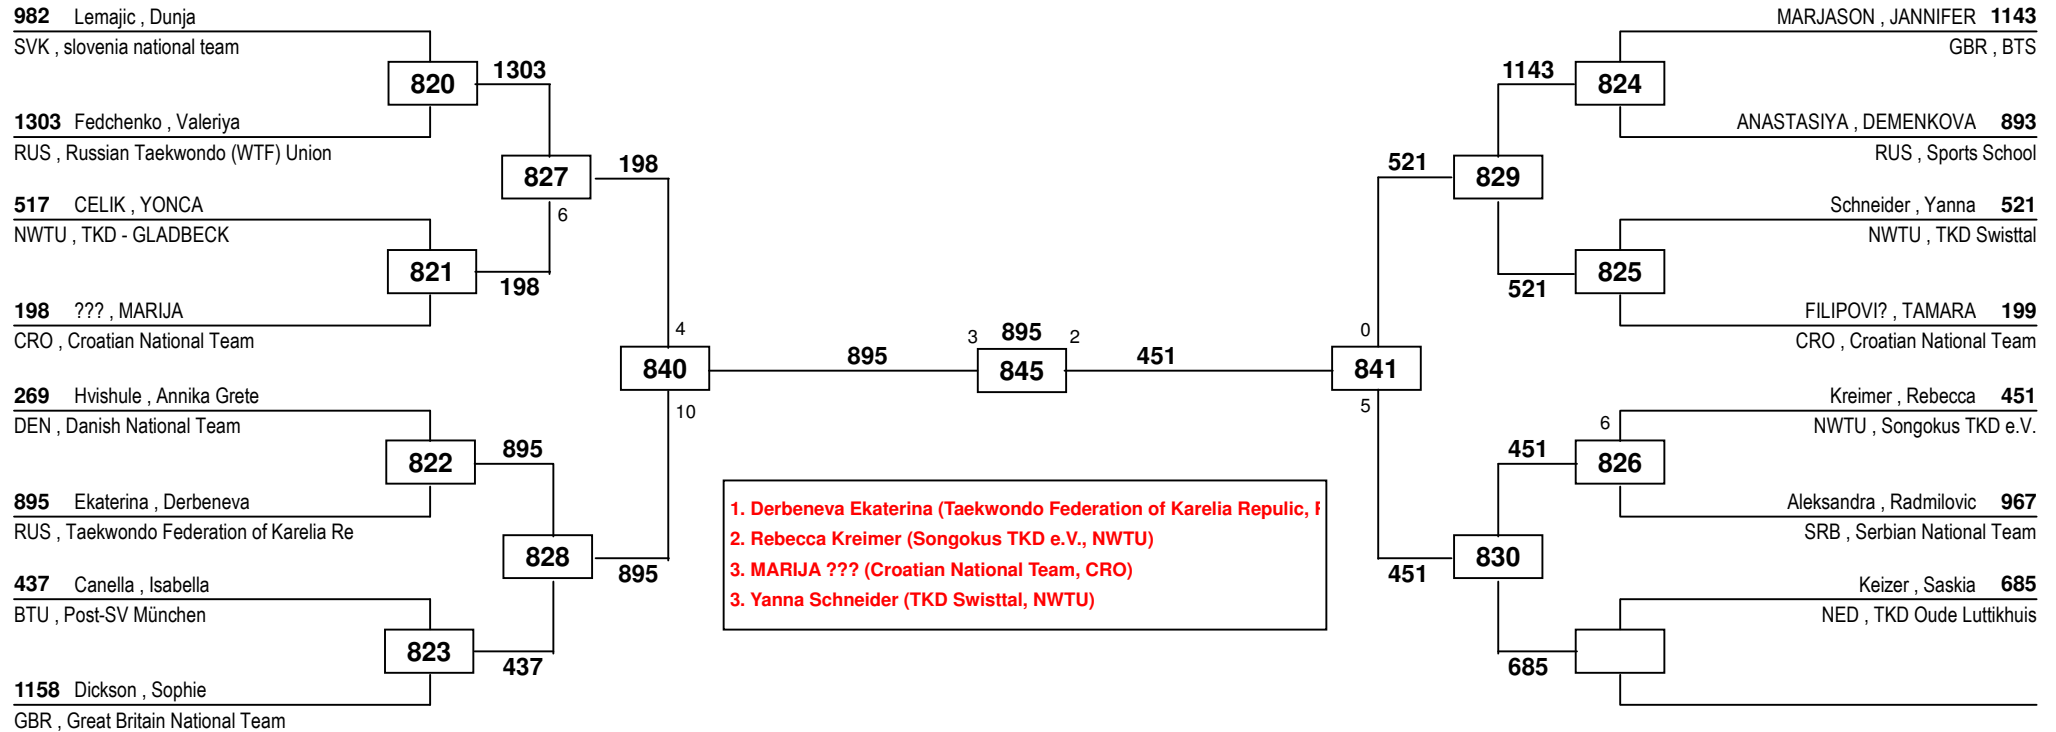 982 Lemajic , Dunja
SVK , slovenia national team
820
1303
1303 Fedchenko , Valeriya
RUS , Russian Taekwondo (WTF) Union
827
198
6
517 CELIK , YONCA
NWTU , TKD - GLADBECK
821
198
198 ??? , MARIJA
CRO , Croatian National Team
4
840
10
895
269 Hvishule , Annika Grete
DEN , Danish National Team
822
895
895 Ekaterina , Derbeneva
RUS , Taekwondo Federation of Karelia Re
828
895
437 Canella , Isabella
BTU , Post-SV München
823
437
1158 Dickson , Sophie
GBR , Great Britain National Team
3 895 2
845
451
1. Derbeneva Ekaterina (Taekwondo Federation of Karelia Repulic,
2. Rebecca Kreimer (Songokus TKD e.V., NWTU)
3. MARIJA ??? (Croatian National Team, CRO)
3. Yanna Schneider (TKD Swisttal, NWTU)
MARJASON , JANNIFER 1143
GBR , BTS
1143
824
ANASTASIYA , DEMENKOVA 893
RUS , Sports School
521
829
Schneider , Yanna 521
NWTU , TKD Swisttal
825
521
FILIPOVI? , TAMARA 199
CRO , Croatian National Team
0
841
5
Kreimer , Rebecca 451
NWTU , Songokus TKD e.V.
6
451
826
Aleksandra , Radmilovic 967
SRB , Serbian National Team
830
451
Keizer , Saskia 685
NED , TKD Oude Luttikhuis
685